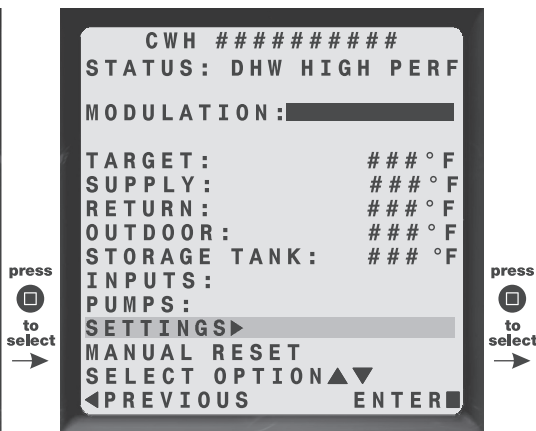 CWH ##########
STATUS: DHW HIGH PERF
MODULATION:
TARGET: ###°F
SUPPLY: ###°F
RETURN: ###°F
OUTDOOR: ###°F
STORAGE TANK: ### °F
INPUTS:
PUMPS:
SETTINGS▶
MANUAL RESET
SELECT OPTION▲▼
◀PREVIOUS ENTER■
press
to
select
→
press
to
select
→